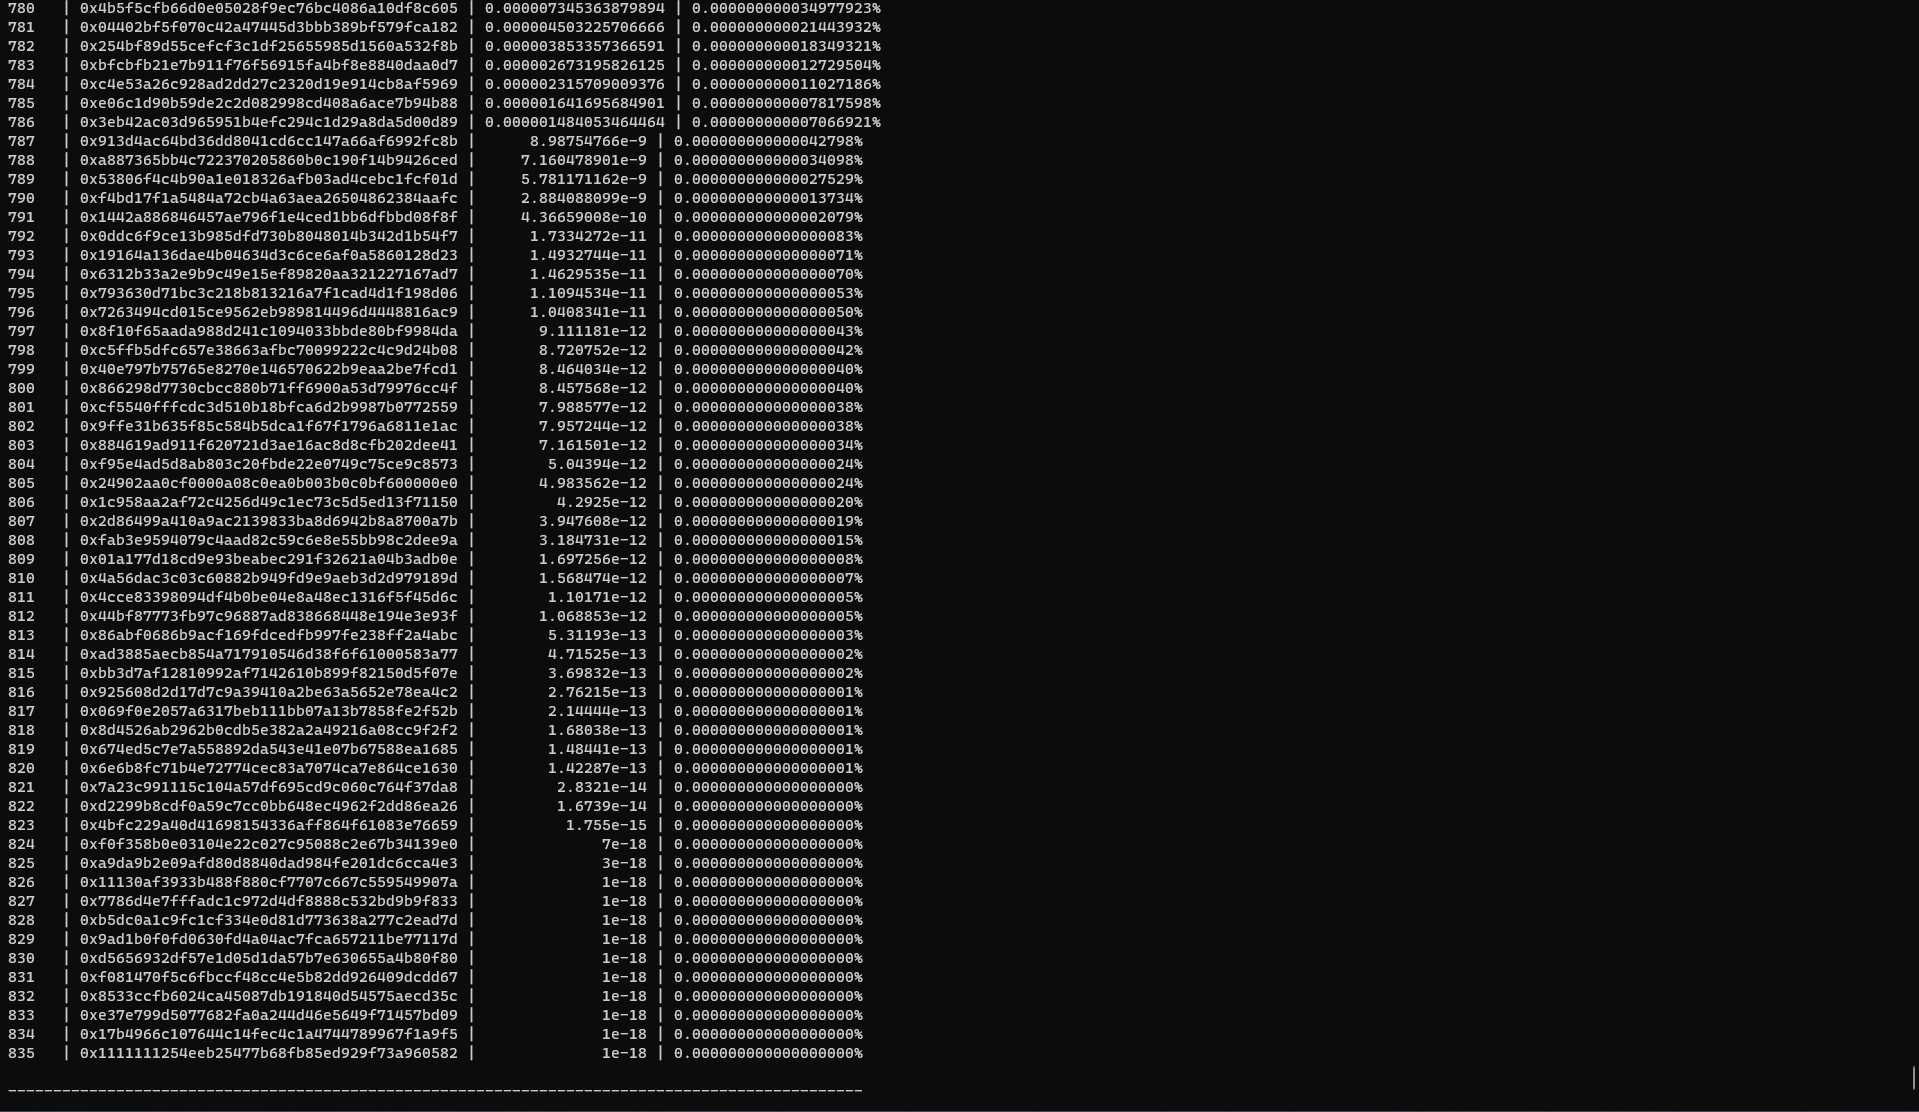 780 | 0x4b5f5cfb66d0e05028f9ec76bc4086a10df8c605 | 0.000007345363879894 | 0.000000000034977923%
781 | 0x04402bf5f070c42a47445d3bbb389bf579fca182 | 0.000004503225706666 | 0.000000000021443932%
782 | 0x254bf89d55cefcf3c1df25655985d1560a532f8b | 0.000003853357366591 | 0.000000000018349321%
783 | 0xbfcbfb21e7b911f76f56915fa4bf8e8840daa0d7 | 0.000002673195826125 | 0.000000000012729504%
784 | 0xc4e53a26c928ad2dd27c2320d19e914cb8af5969 | 0.000002315709009376 | 0.000000000011027186%
785 | 0xe06c1d90b59de2c2d082998cd408a6ace7b94b88 | 0.000001641695684901 | 0.000000000007817598%
786 | 0x3eb42ac03d965951b4efc294c1d29a8da5d00d89 | 0.000001484053464464 | 0.000000000007066921%
787 | 0x913d4ac64bd36dd8041cd6cc147a66af6992fc8b | 8.98754766e-9 | 0.000000000000042798%
788 | 0xa887365bb4c722370205860b0c190f14b9426ced | 7.160478901e-9 | 0.000000000000034098%
789 | 0x53806f4c4b90a1e018326afb03ad4cebc1fcf01d | 5.781171162e-9 | 0.000000000000027529%
790 | 0xf4bd17f1a5484a72cb4a63aea26504862384aafc | 2.884088099e-9 | 0.000000000000013734%
791 | 0x1442a886846457ae796f1e4ced1bb6dfbbd08f8f | 4.36659008e-10 | 0.000000000000002079%
792 | 0x0ddc6f9ce13b985dfd730b8048014b342d1b54f7 | 1.7334272e-11 | 0.000000000000000083%
793 | 0x19164a136dae4b04634d3c6ce6af0a5860128d23 | 1.4932744e-11 | 0.000000000000000071%
794 | 0x6312b33a2e9b9c49e15ef89820aa321227167ad7 | 1.4629535e-11 | 0.000000000000000070%
795 | 0x793630d71bc3c218b813216a7f1cad4d1f198d06 | 1.1094534e-11 | 0.000000000000000053%
796 | 0x7263494cd015ce9562eb989814496d4448816ac9 | 1.0408341e-11 | 0.000000000000000050%
797 | 0x8f10f65aada988d241c1094033bbde80bf9984da | 9.111181e-12 | 0.000000000000000043%
798 | 0xc5ffb5dfc657e38663afbc70099222c4c9d24b08 | 8.720752e-12 | 0.000000000000000042%
799 | 0x40e797b75765e8270e146570622b9eaa2be7fcd1 | 8.464034e-12 | 0.000000000000000040%
800 | 0x866298d7730cbcc880b71ff6900a53d79976cc4f | 8.457568e-12 | 0.000000000000000040%
801 | 0xcf5540fffcdc3d510b18bfca6d2b9987b0772559 | 7.988577e-12 | 0.000000000000000038%
802 | 0x9ffe31b635f85c584b5dca1f67f1796a6811e1ac | 7.957244e-12 | 0.000000000000000038%
803 | 0x884619ad911f620721d3ae16ac8d8cfb202dee41 | 7.161501e-12 | 0.000000000000000034%
804 | 0xf95e4ad5d8ab803c20fbde22e0749c75ce9c8573 | 5.04394e-12 | 0.000000000000000024%
805 | 0x24902aa0cf0000a08c0ea0b003b0c0bf600000e0 | 4.983562e-12 | 0.000000000000000024%
806 | 0x1c958aa2af72c4256d49c1ec73c5d5ed13f71150 | 4.2925e-12 | 0.000000000000000020%
807 | 0x2d86499a410a9ac2139833ba8d6942b8a8700a7b | 3.947608e-12 | 0.000000000000000019%
808 | 0xfab3e9594079c4aad82c59c6e8e55bb98c2dee9a | 3.184731e-12 | 0.000000000000000015%
809 | 0x01a177d18cd9e93beabec291f32621a04b3adb0e | 1.697256e-12 | 0.000000000000000008%
810 | 0x4a56dac3c03c60882b949fd9e9aeb3d2d979189d | 1.568474e-12 | 0.000000000000000007%
811 | 0x4cce83398094df4b0be04e8a48ec1316f5f45d6c | 1.10171e-12 | 0.000000000000000005%
812 | 0x44bf87773fb97c96887ad838668448e194e3e93f | 1.068853e-12 | 0.000000000000000005%
813 | 0x86abf0686b9acf169fdcedfb997fe238ff2a4abc | 5.31193e-13 | 0.000000000000000003%
814 | 0xad3885aecb854a717910546d38f6f61000583a77 | 4.71525e-13 | 0.000000000000000002%
815 | 0xbb3d7af12810992af7142610b899f82150d5f07e | 3.69832e-13 | 0.000000000000000002%
816 | 0x925608d2d17d7c9a39410a2be63a5652e78ea4c2 | 2.76215e-13 | 0.000000000000000001%
817 | 0x069f0e2057a6317beb111bb07a13b7858fe2f52b | 2.14444e-13 | 0.000000000000000001%
818 | 0x8d4526ab2962b0cdb5e382a2a49216a08cc9f2f2 | 1.68038e-13 | 0.000000000000000001%
819 | 0x674ed5c7e7a558892da543e41e07b67588ea1685 | 1.48441e-13 | 0.000000000000000001%
820 | 0x6e6b8fc71b4e72774cec83a7074ca7e864ce1630 | 1.42287e-13 | 0.000000000000000001%
821 | 0x7a23c991115c104a57df695cd9c060c764f37da8 | 2.8321e-14 | 0.000000000000000000%
822 | 0xd2299b8cdf0a59c7cc0bb648ec4962f2dd86ea26 | 1.6739e-14 | 0.000000000000000000%
823 | 0x4bfc229a40d41698154336aff864f61083e76659 | 1.755e-15 | 0.000000000000000000%
824 | 0xf0f358b0e03104e22c027c95088c2e67b34139e0 | 7e-18 | 0.000000000000000000%
825 | 0xa9da9b2e09afd80d8840dad984fe201dc6cca4e3 | 3e-18 | 0.000000000000000000%
826 | 0x11130af3933b488f880cf7707c667c559549907a | 1e-18 | 0.000000000000000000%
827 | 0x7786d4e7fffadc1c972d4df8888c532bd9b9f833 | 1e-18 | 0.000000000000000000%
828 | 0xb5dc0a1c9fc1cf334e0d81d773638a277c2ead7d | 1e-18 | 0.000000000000000000%
829 | 0x9ad1b0f0fd0630fd4a04ac7fca657211be77117d | 1e-18 | 0.000000000000000000%
830 | 0xd5656932df57e1d05d1da57b7e630655a4b80f80 | 1e-18 | 0.000000000000000000%
831 | 0xf081470f5c6fbccf48cc4e5b82dd926409dcdd67 | 1e-18 | 0.000000000000000000%
832 | 0x8533ccfb6024ca45087db191840d54575aecd35c | 1e-18 | 0.000000000000000000%
833 | 0xe37e799d5077682fa0a244d46e5649f71457bd09 | 1e-18 | 0.000000000000000000%
834 | 0x17b4966c107644c14fec4c1a4744789967f1a9f5 | 1e-18 | 0.000000000000000000%
835 | 0x1111111254eeb25477b68fb85ed929f73a960582 | 1e-18 | 0.000000000000000000%